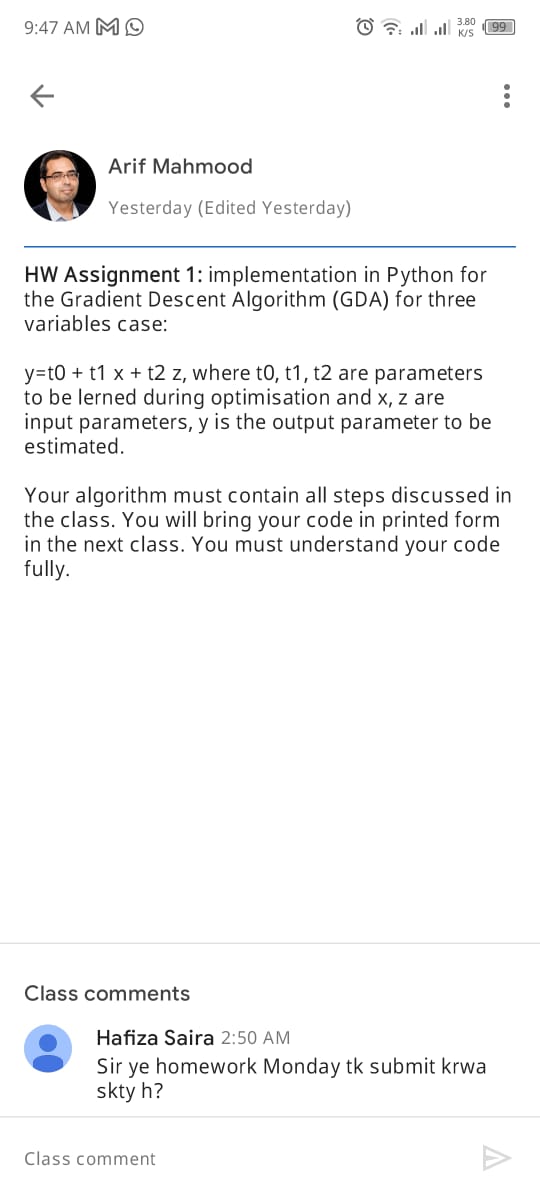 9:47 AM
3.80
K/S
99
Arif Mahmood
Yesterday (Edited Yesterday)
HW Assignment 1: implementation in Python for
the Gradient Descent Algorithm (GDA) for three
variables case:
y=t0 + t1 x + t2 z, where t0, t1, t2 are parameters
to be lerned during optimisation and x, z are
input parameters, y is the output parameter to be
estimated.
Your algorithm must contain all steps discussed in
the class. You will bring your code in printed form
in the next class. You must understand your code
fully.
Class comments
Hafiza Saira 2:50 AM
Sir ye homework Monday tk submit krwa
skty h?
Class comment